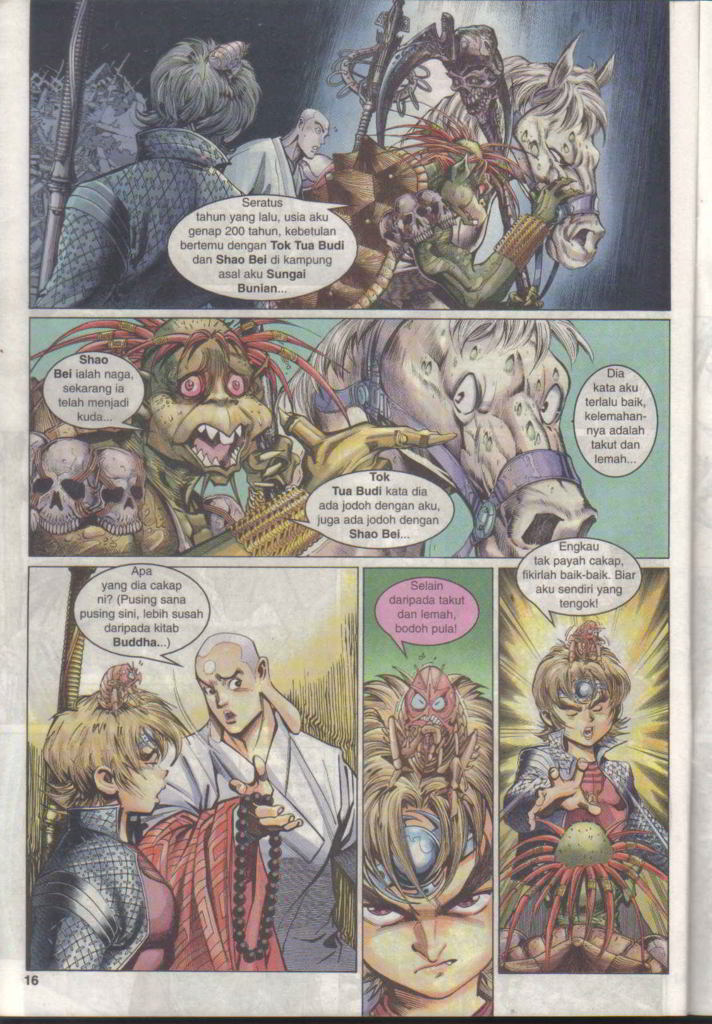 Seratus
tahun yang lalu, usia aku
genap 200 tahun, kebetulan
bertemu dengan Tok Tua Budi
dan Shao Bei di kampung
asal aku Sungai
Bunian...
Shao
Bei ialah naga,
sekarang ia
telah menjadi
kuda...
Dia
kata aku
terlalu baik,
kelemahan-
nya adalah
takut dan
lemah...
Tok
Tua Budi kata dia
ada jodoh dengan aku,
juga ada jodoh dengan
Shao Bei...
Apa
yang dia cakap
ni? (Pusing sana
pusing sini, lebih susah
daripada kitab
Buddha...)
Selain
daripada takut
dan lemah,
bodoh pula!
Engkau
tak payah cakap,
fikirlah baik-baik. Biar
aku sendiri yang
tengok!
16